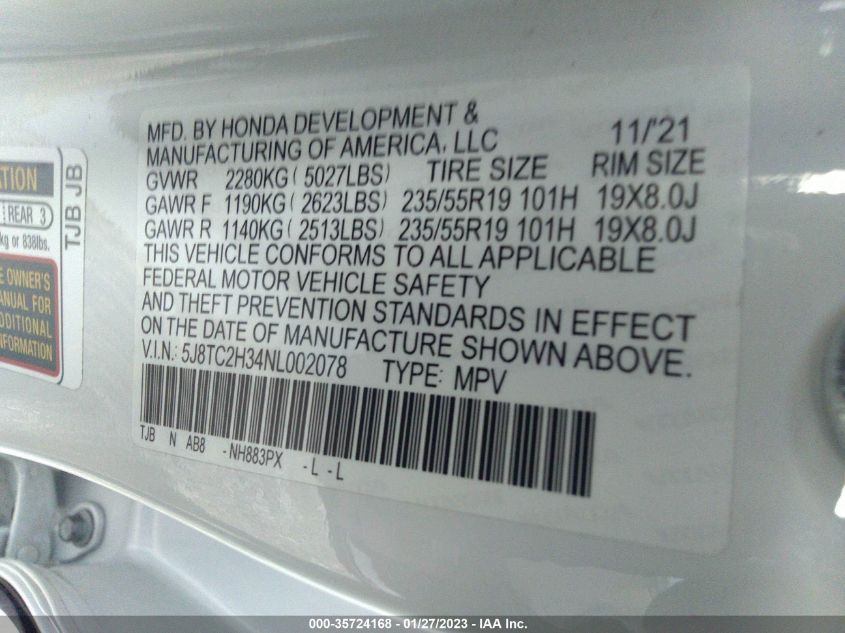 MFD. BY HONDA DEVELOPMENT &
MANUFACTURING OF AMERICA, LLC 11/'21
GVWR 2280KG ( 5027LBS) TIRE SIZE RIM SIZE
GAWR F 1190KG ( 2623LBS) 235/55R19 101H 19X8.0J
GAWR R 1140KG ( 2513LBS) 235/55R19 101H 19X8.0J
THIS VEHICLE CONFORMS TO ALL APPLICABLE
FEDERAL MOTOR VEHICLE SAFETY
AND THEFT PREVENTION STANDARDS IN EFFECT
ON THE DATE OF MANUFACTURE SHOWN ABOVE.
V.I.N.: 5J8TC2H34NL002078 TYPE: MPV
TJB N AB8 -NH883PX -L -L
REAR 3
kg or 838lbs.
OWNER'S
FOR
TJB JB
000-35724168 - 01/27/2023 - IAA Inc.